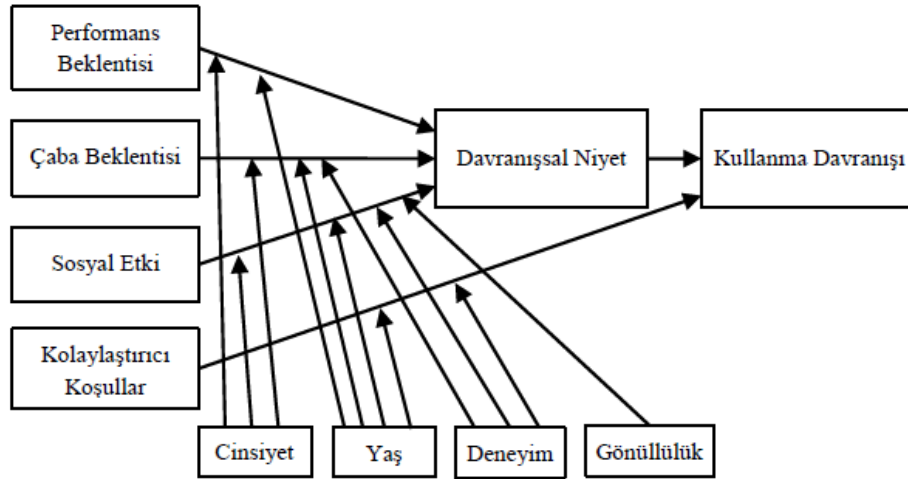 Performans
Beklentisi
Çaba Beklentisi
Davranışsal Niyet
Kullanma Davranışı
Sosyal Etki
Kolaylaştırıcı
Koşullar
Cinsiyet
Yaş
Deneyim
Gönüllülük